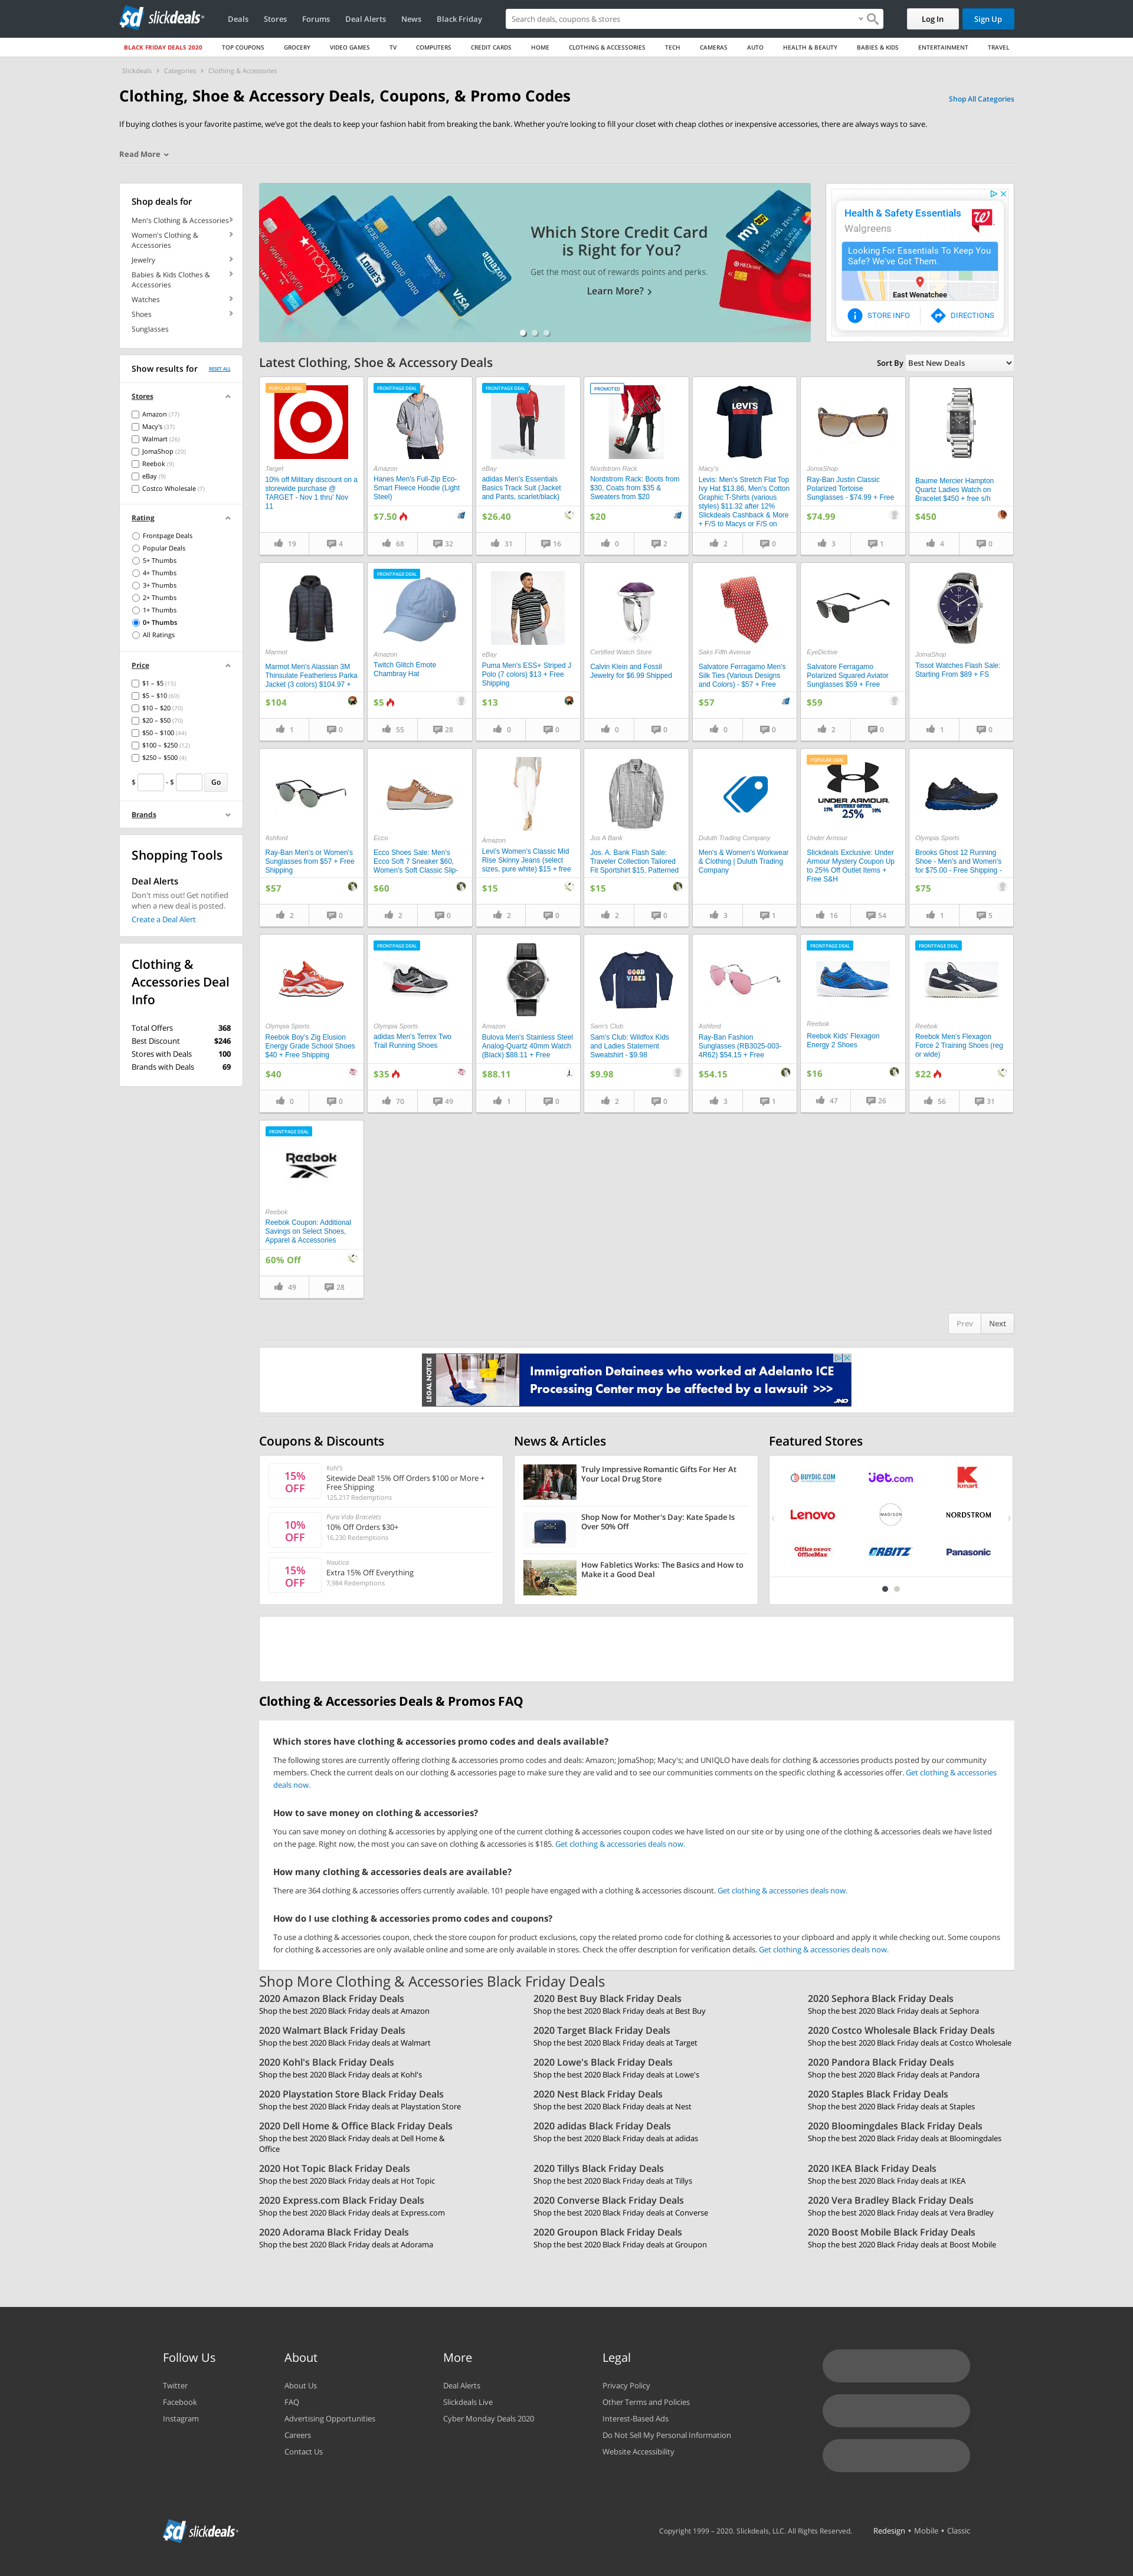 slickdeals
Deals
Stores
Forums
Deal Alerts
News
Black Friday
Search deals, coupons & stores
Log In
Sign Up
BLACK FRIDAY DEALS 2020
TOP COUPONS
GROCERY
VIDEO GAMES
TV
COMPUTERS
CREDIT CARDS
HOME
CLOTHING & ACCESSORIES
TECH
CAMERAS
AUTO
HEALTH & BEAUTY
BABIES & KIDS
ENTERTAINMENT
TRAVEL
Slickdeals › Categories › Clothing & Accessories
Clothing, Shoe & Accessory Deals, Coupons, & Promo Codes
Shop All Categories
If buying clothes is your favorite pastime, we've got the deals to keep your fashion habit from breaking the bank. Whether you're looking to fill your closet with cheap clothes or inexpensive accessories, there are always ways to save.
Read More
Shop deals for
Men's Clothing & Accessories
Women's Clothing &
Accessories
Jewelry
Babies & Kids Clothes &
Accessories
Watches
Shoes
Sunglasses
Show results for
RESET ALL
Stores
Amazon (77)
Macy's (37)
Walmart (26)
JomaShop (20)
Reebok (9)
eBay (9)
Costco Wholesale (7)
Rating
Frontpage Deals
Popular Deals
5+ Thumbs
4+ Thumbs
3+ Thumbs
2+ Thumbs
1+ Thumbs
0+ Thumbs
All Ratings
Price
$1 – $5 (15)
$5 – $10 (60)
$10 – $20 (70)
$20 – $50 (70)
$50 – $100 (44)
$100 – $250 (12)
$250 – $500 (4)
$ - $ Go
Brands
Shopping Tools
Deal Alerts
Don't miss out! Get notified
when a new deal is posted.
Create a Deal Alert
Clothing &
Accessories Deal
Info
Total Offers 368
Best Discount $246
Stores with Deals 100
Brands with Deals 69
Which Store Credit Card
is Right for You?
Get the most out of rewards points and perks.
Learn More?
Health & Safety Essentials
Walgreens
Looking For Essentials To Keep You
Safe? We've Got Them.
East Wenatchee
STORE INFO
DIRECTIONS
Latest Clothing, Shoe & Accessory Deals
Sort By Best New Deals
POPULAR DEAL
Target
10% off Military discount on a
storewide purchase @
TARGET - Nov 1 thru' Nov
11
19 4
FRONTPAGE DEAL
Amazon
Hanes Men's Full-Zip Eco-
Smart Fleece Hoodie (Light
Steel)
$7.50
68 32
FRONTPAGE DEAL
eBay
adidas Men's Essentials
Basics Track Suit (Jacket
and Pants, scarlet/black)
$26.40
31 16
PROMOTED
Nordstrom Rack
Nordstrom Rack: Boots from
$30, Coats from $35 &
Sweaters from $20
$20
0 2
LEVI'S
Macy's
Levis: Men's Stretch Flat Top
Ivy Hat $13.86, Men's Cotton
Graphic T-Shirts (various
styles) $11.32 after 12%
Slickdeals Cashback & More
+ F/S to Macys or F/S on
2 0
JomaShop
Ray-Ban Justin Classic
Polarized Tortoise
Sunglasses - $74.99 + Free
$74.99
3 1
Baume Mercier Hampton
Quartz Ladies Watch on
Bracelet $450 + free s/h
$450
4 0
Marmot
Marmot Men's Alassian 3M
Thinsulate Featherless Parka
Jacket (3 colors) $104.97 +
$104
1 0
FRONTPAGE DEAL
Amazon
Twitch Glitch Emote
Chambray Hat
$5
55 28
eBay
Puma Men's ESS+ Striped J
Polo (7 colors) $13 + Free
Shipping
$13
0 0
Certified Watch Store
Calvin Klein and Fossil
Jewelry for $6.99 Shipped
0 0
Saks Fifth Avenue
Salvatore Ferragamo Men's
Silk Ties (Various Designs
and Colors) - $57 + Free
$57
0 0
EyeDictive
Salvatore Ferragamo
Polarized Squared Aviator
Sunglasses $59 + Free
$59
2 0
JomaShop
Tissot Watches Flash Sale:
Starting From $89 + FS
1 0
Ashford
Ray-Ban Men's or Women's
Sunglasses from $57 + Free
Shipping
$57
2 0
Ecco
Ecco Shoes Sale: Men's
Ecco Soft 7 Sneaker $60,
Women's Soft Classic Slip-
$60
2 0
Amazon
Levi's Women's Classic Mid
Rise Skinny Jeans (select
sizes, pure white) $15 + free
$15
2 0
Jos A Bank
Jos. A. Bank Flash Sale:
Traveler Collection Tailored
Fit Sportshirt $15, Patterned
$15
2 0
Duluth Trading Company
Men's & Women's Workwear
& Clothing | Duluth Trading
Company
3 1
POPULAR DEAL
UNDER ARMOUR
15% MYSTERY OFFER 10%
25%
Under Armour
Slickdeals Exclusive: Under
Armour Mystery Coupon Up
to 25% Off Outlet Items +
Free S&H
16 54
Olympia Sports
Brooks Ghost 12 Running
Shoe - Men's and Women's
for $75.00 - Free Shipping -
$75
1 5
Olympia Sports
Reebok Boy's Zig Elusion
Energy Grade School Shoes
$40 + Free Shipping
$40
0 0
FRONTPAGE DEAL
Olympia Sports
adidas Men's Terrex Two
Trail Running Shoes
$35
70 49
Amazon
Bulova Men's Stainless Steel
Analog-Quartz 40mm Watch
(Black) $88.11 + Free
$88.11
1 0
GOOD
VIBES
Sam's Club
Sam's Club: Wildfox Kids
and Ladies Statement
Sweatshirt - $9.98
$9.98
2 0
Ashford
Ray-Ban Fashion
Sunglasses (RB3025-003-
4R62) $54.15 + Free
$54.15
3 1
FRONTPAGE DEAL
Reebok
Reebok Kids' Flexagon
Energy 2 Shoes
$16
47 26
FRONTPAGE DEAL
Reebok
Reebok Men's Flexagon
Force 2 Training Shoes (reg
or wide)
$22
56 31
FRONTPAGE DEAL
Reebok
Reebok
Reebok Coupon: Additional
Savings on Select Shoes,
Apparel & Accessories
60% Off
49 28
Prev Next
LEGAL NOTICE
Immigration Detainees who worked at Adelanto ICE
Processing Center may be affected by a lawsuit >>>
JND
Coupons & Discounts
15%
OFF
Kohl's
Sitewide Deal! 15% Off Orders $100 or More +
Free Shipping
125,217 Redemptions
10%
OFF
Pura Vida Bracelets
10% Off Orders $30+
16,230 Redemptions
15%
OFF
Nautica
Extra 15% Off Everything
7,984 Redemptions
News & Articles
Truly Impressive Romantic Gifts For Her At
Your Local Drug Store
Shop Now for Mother's Day: Kate Spade Is
Over 50% Off
How Fabletics Works: The Basics and How to
Make it a Good Deal
Featured Stores
BUYDIG.COM
Jet.com
kmart
Lenovo
MADISON
NORDSTROM
Office DEPOT
OfficeMax
ORBITZ
Panasonic
Clothing & Accessories Deals & Promos FAQ
Which stores have clothing & accessories promo codes and deals available?
The following stores are currently offering clothing & accessories promo codes and deals: Amazon; JomaShop; Macy's; and UNIQLO have deals for clothing & accessories products posted by our community
members. Check the current deals on our clothing & accessories page to make sure they are valid and to see our communities comments on the specific clothing & accessories offer. Get clothing & accessories
deals now.
How to save money on clothing & accessories?
You can save money on clothing & accessories by applying one of the current clothing & accessories coupon codes we have listed on our site or by using one of the clothing & accessories deals we have listed
on the page. Right now, the most you can save on clothing & accessories is $185. Get clothing & accessories deals now.
How many clothing & accessories deals are available?
There are 364 clothing & accessories offers currently available. 101 people have engaged with a clothing & accessories discount. Get clothing & accessories deals now.
How do I use clothing & accessories promo codes and coupons?
To use a clothing & accessories coupon, check the store coupon for product exclusions, copy the related promo code for clothing & accessories to your clipboard and apply it while checking out. Some coupons
for clothing & accessories are only available online and some are only available in stores. Check the offer description for verification details. Get clothing & accessories deals now.
Shop More Clothing & Accessories Black Friday Deals
2020 Amazon Black Friday Deals
Shop the best 2020 Black Friday deals at Amazon
2020 Best Buy Black Friday Deals
Shop the best 2020 Black Friday deals at Best Buy
2020 Sephora Black Friday Deals
Shop the best 2020 Black Friday deals at Sephora
2020 Walmart Black Friday Deals
Shop the best 2020 Black Friday deals at Walmart
2020 Target Black Friday Deals
Shop the best 2020 Black Friday deals at Target
2020 Costco Wholesale Black Friday Deals
Shop the best 2020 Black Friday deals at Costco Wholesale
2020 Kohl's Black Friday Deals
Shop the best 2020 Black Friday deals at Kohl's
2020 Lowe's Black Friday Deals
Shop the best 2020 Black Friday deals at Lowe's
2020 Pandora Black Friday Deals
Shop the best 2020 Black Friday deals at Pandora
2020 Playstation Store Black Friday Deals
Shop the best 2020 Black Friday deals at Playstation Store
2020 Nest Black Friday Deals
Shop the best 2020 Black Friday deals at Nest
2020 Staples Black Friday Deals
Shop the best 2020 Black Friday deals at Staples
2020 Dell Home & Office Black Friday Deals
Shop the best 2020 Black Friday deals at Dell Home &
Office
2020 adidas Black Friday Deals
Shop the best 2020 Black Friday deals at adidas
2020 Bloomingdales Black Friday Deals
Shop the best 2020 Black Friday deals at Bloomingdales
2020 Hot Topic Black Friday Deals
Shop the best 2020 Black Friday deals at Hot Topic
2020 Tillys Black Friday Deals
Shop the best 2020 Black Friday deals at Tillys
2020 IKEA Black Friday Deals
Shop the best 2020 Black Friday deals at IKEA
2020 Express.com Black Friday Deals
Shop the best 2020 Black Friday deals at Express.com
2020 Converse Black Friday Deals
Shop the best 2020 Black Friday deals at Converse
2020 Vera Bradley Black Friday Deals
Shop the best 2020 Black Friday deals at Vera Bradley
2020 Adorama Black Friday Deals
Shop the best 2020 Black Friday deals at Adorama
2020 Groupon Black Friday Deals
Shop the best 2020 Black Friday deals at Groupon
2020 Boost Mobile Black Friday Deals
Shop the best 2020 Black Friday deals at Boost Mobile
Follow Us
Twitter
Facebook
Instagram
About
About Us
FAQ
Advertising Opportunities
Careers
Contact Us
More
Deal Alerts
Slickdeals Live
Cyber Monday Deals 2020
Legal
Privacy Policy
Other Terms and Policies
Interest-Based Ads
Do Not Sell My Personal Information
Website Accessibility
slickdeals
Copyright 1999 – 2020. Slickdeals, LLC. All Rights Reserved.
Redesign • Mobile • Classic